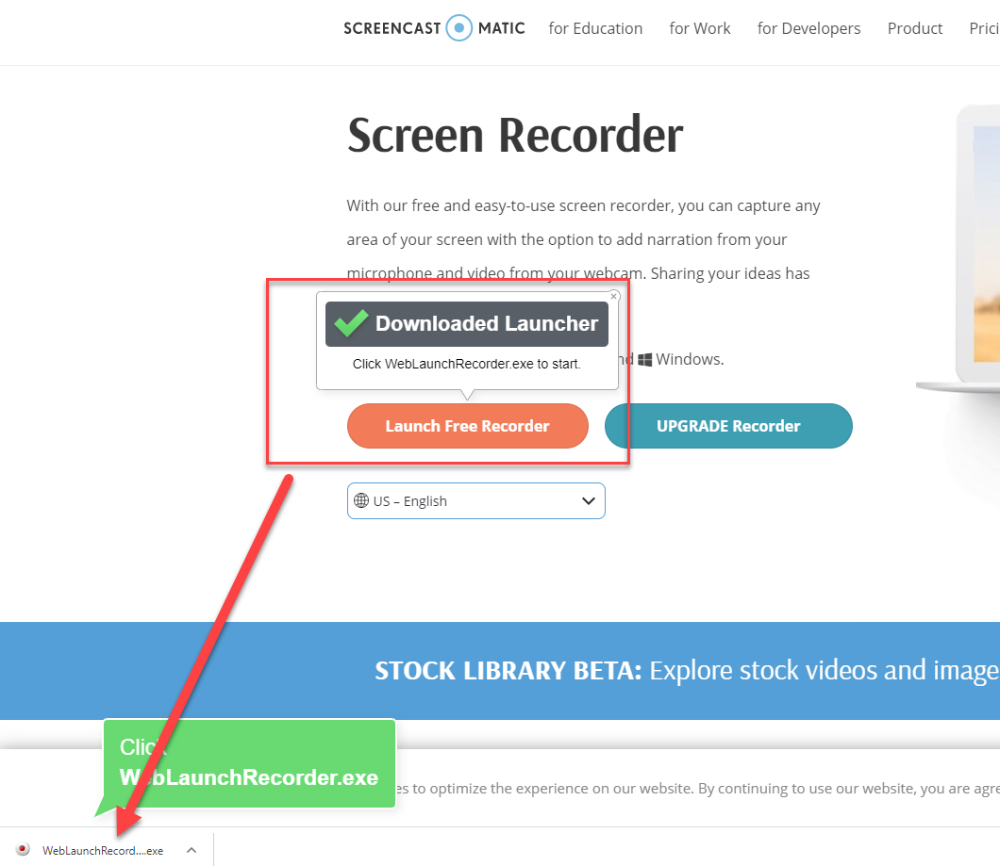 SCREENCAST MATIC for Education for Work for Developers Product Prici
Screen Recorder
With our free and easy-to-use screen recorder, you can capture any
area of your screen with the option to add narration from your
microphone and video from your webcam. Sharing your ideas has
Downloaded Launcher
Click WebLaunchRecorder.exe to start.
nd Windows.
Launch Free Recorder UPGRADE Recorder
US – English
STOCK LIBRARY BETA: Explore stock videos and image
Click
WebLaunchRecorder.exe
es to optimize the experience on our website. By continuing to use our website, you are agre
WebLaunchRecord....exe